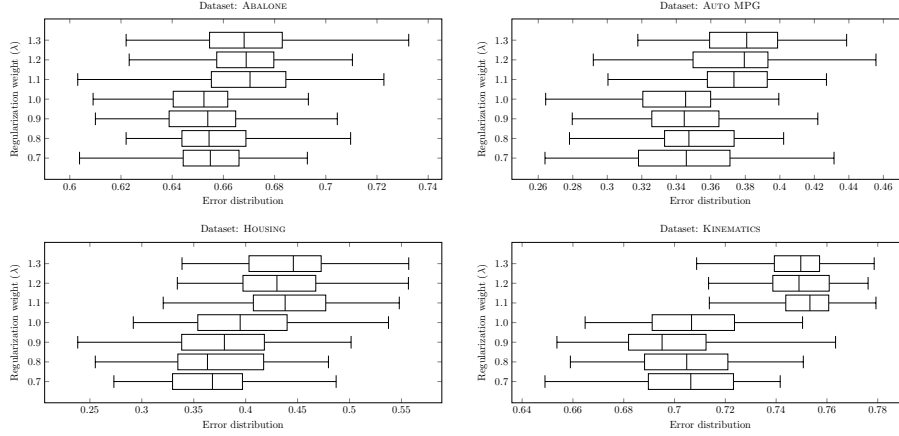 Dataset: ABALONE
Regularization weight (λ)
1.3
1.2
1.1
1.0
0.9
0.8
0.7
0.6 0.62 0.64 0.66 0.68 0.7 0.72 0.74
Error distribution
Dataset: AUTO MPG
Regularization weight (λ)
1.3
1.2
1.1
1.0
0.9
0.8
0.7
0.26 0.28 0.3 0.32 0.34 0.36 0.38 0.4 0.42 0.44 0.46
Error distribution
Dataset: HOUSING
Regularization weight (λ)
1.3
1.2
1.1
1.0
0.9
0.8
0.7
0.25 0.3 0.35 0.4 0.45 0.5 0.55
Error distribution
Dataset: KINEMATICS
Regularization weight (λ)
1.3
1.2
1.1
1.0
0.9
0.8
0.7
0.64 0.66 0.68 0.7 0.72 0.74 0.76 0.78
Error distribution